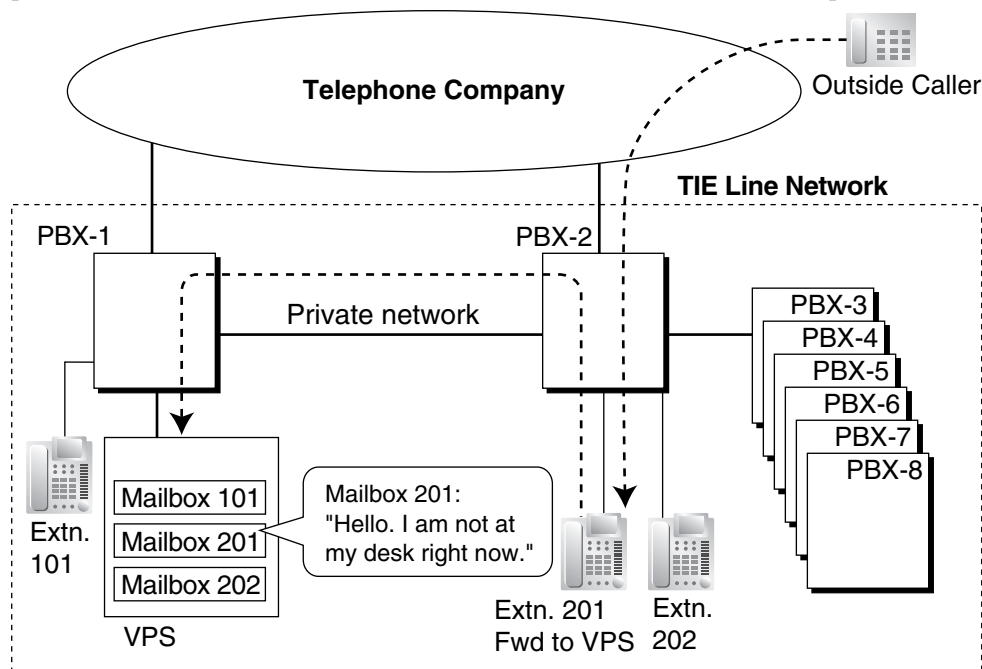 Telephone Company
Outside Caller
TIE Line Network
PBX-1
PBX-2
Private network
PBX-3
PBX-4
PBX-5
PBX-6
PBX-7
PBX-8
Extn.
101
Mailbox 101
Mailbox 201
Mailbox 202
VPS
Mailbox 201:
"Hello. I am not at
my desk right now."
Extn. 201
Fwd to VPS
Extn.
202